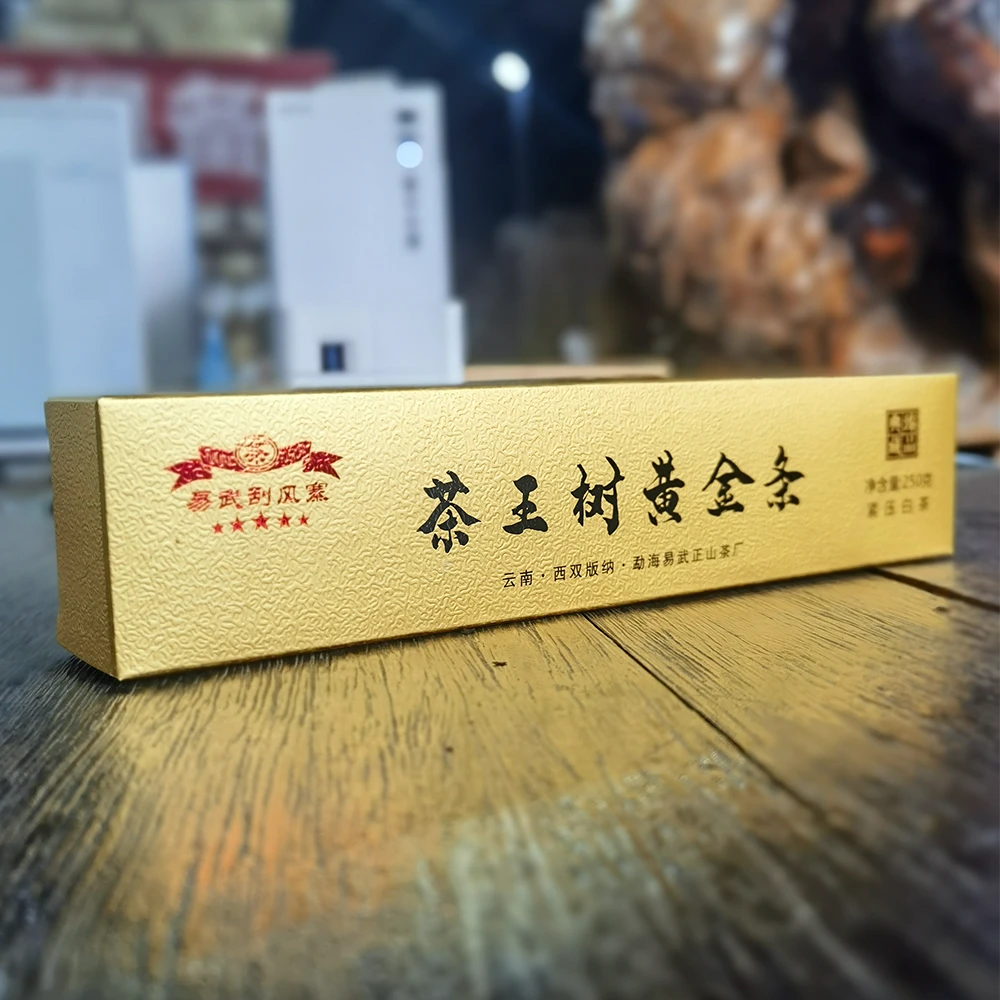 茶
易武刮风寨
★★★★★
茶王树黄金条
云南·西双版纳·勐海易武正山茶厂
净含量250克
紧压白茶